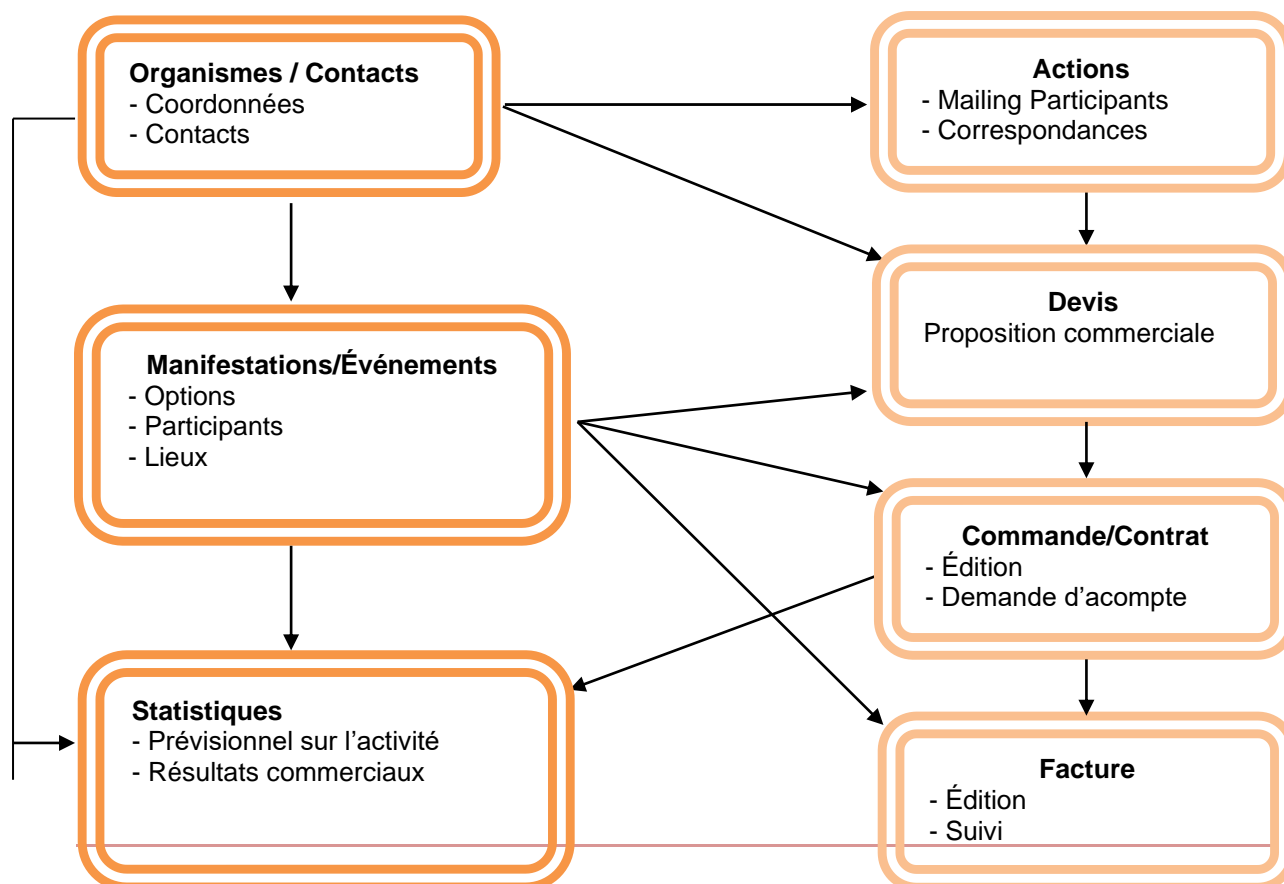 Organismes / Contacts
- Coordonnées
- Contacts
Actions
- Mailing Participants
- Correspondances
Manifestations/Événements
- Options
- Participants
- Lieux
Devis
Proposition commerciale
Commande/Contrat
- Édition
- Demande d’acompte
Statistiques
- Prévisionnel sur l’activité
- Résultats commerciaux
Facture
- Édition
- Suivi